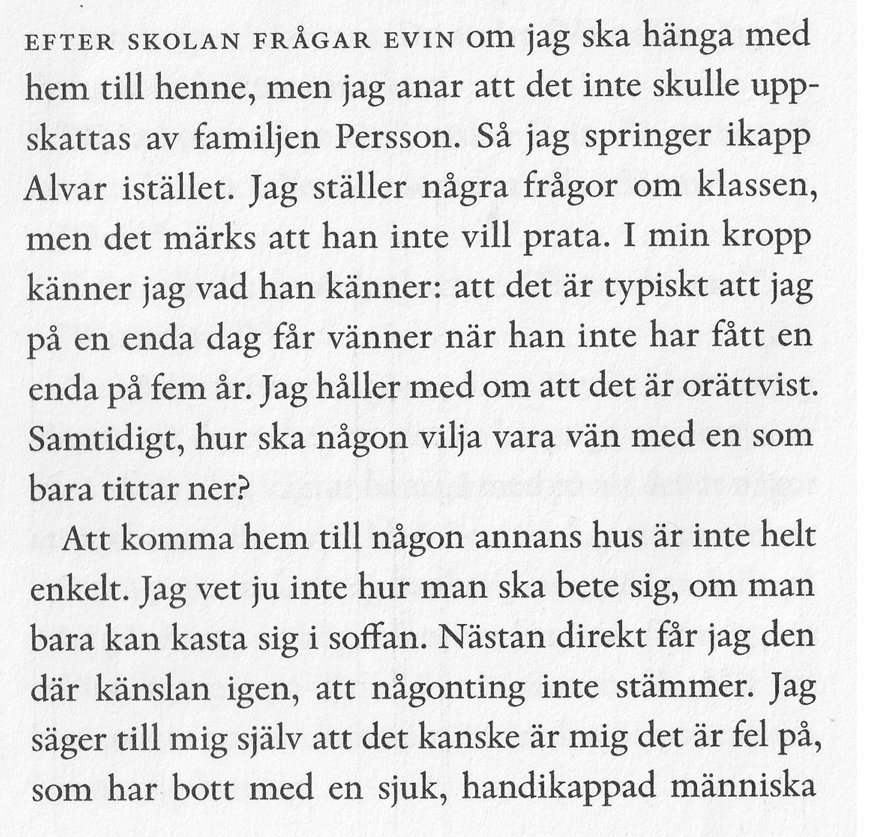 EFTER SKOLAN FRÅGAR EVIN om jag ska hänga med
hem till henne, men jag anar att det inte skulle upp-
skattas av familjen Persson. Så jag springer ikapp
Alvar istället. Jag ställer några frågor om klassen,
men det märks att han inte vill prata. I min kropp
känner jag vad han känner: att det är typiskt att jag
på en enda dag får vänner när han inte har fått en
enda på fem år. Jag håller med om att det är orättvist.
Samtidigt, hur ska någon vilja vara vän med en som
bara tittar ner?
Att komma hem till någon annans hus är inte helt
enkelt. Jag vet ju inte hur man ska bete sig, om man
bara kan kasta sig i soffan. Nästan direkt får jag den
där känslan igen, att någonting inte stämmer. Jag
säger till mig själv att det kanske är mig det är fel på,
som har bott med en sjuk, handikappad människa